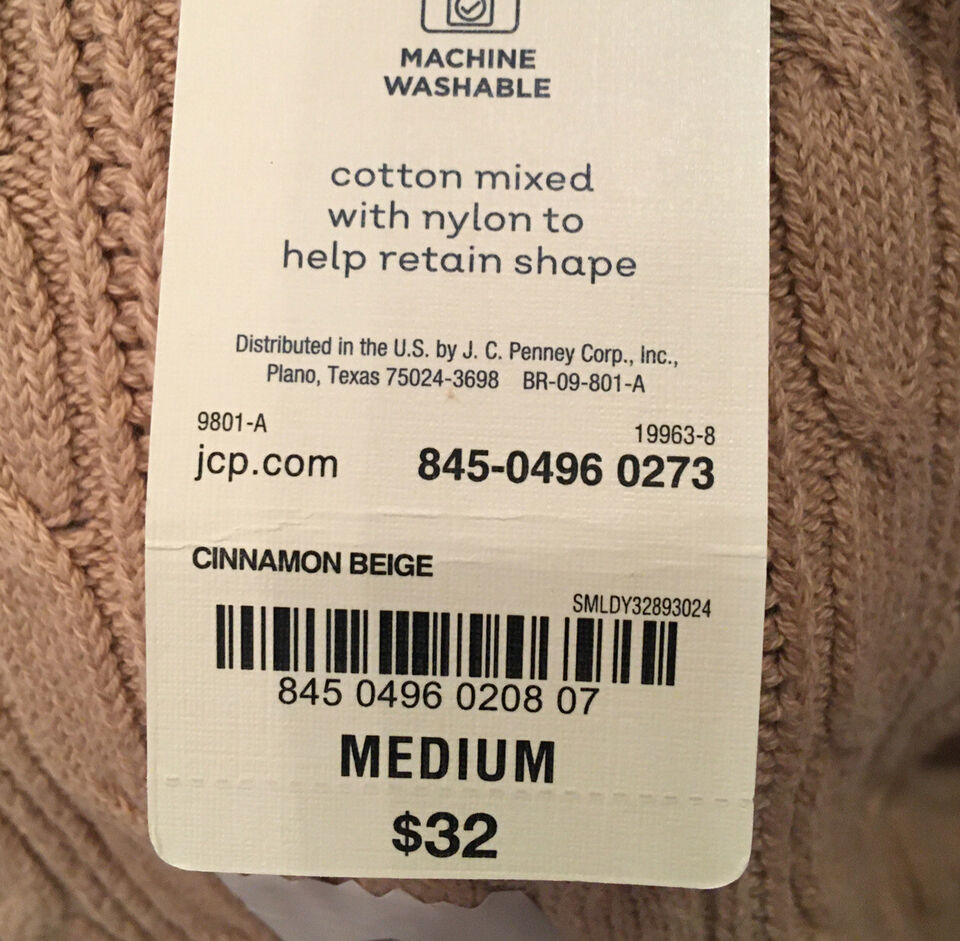 MACHINE
WASHABLE
cotton mixed
with nylon to
help retain shape
Distributed in the U.S. by J. C. Penney Corp., Inc.,
Plano, Texas 75024-3698 BR-09-801-A
9801-A 19963-8
jcp.com 845-0496 0273
CINNAMON BEIGE
SMLDY32893024
845 0496 0208 07
MEDIUM
$32